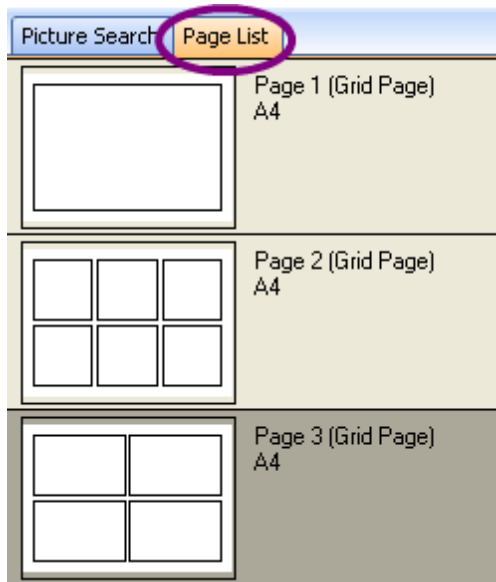 Picture Search Page List
Page 1 (Grid Page)
A4
Page 2 (Grid Page)
A4
Page 3 (Grid Page)
A4